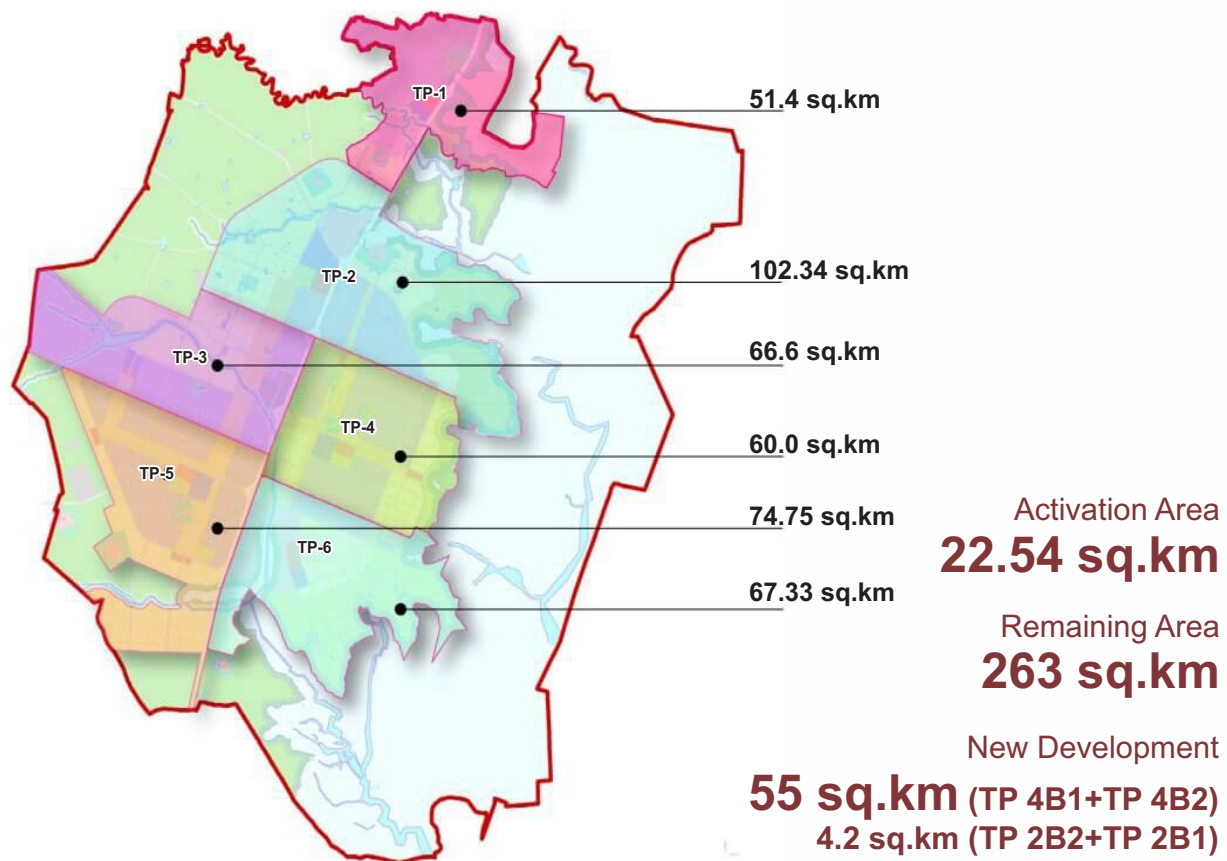 TP-1
51.4 sq.km
TP-2
102.34 sq.km
TP-3
66.6 sq.km
TP-4
60.0 sq.km
TP-5
74.75 sq.km
TP-6
67.33 sq.km
Activation Area
22.54 sq.km
Remaining Area
263 sq.km
New Development
55 sq.km (TP 4B1+TP 4B2)
4.2 sq.km (TP 2B2+TP 2B1)